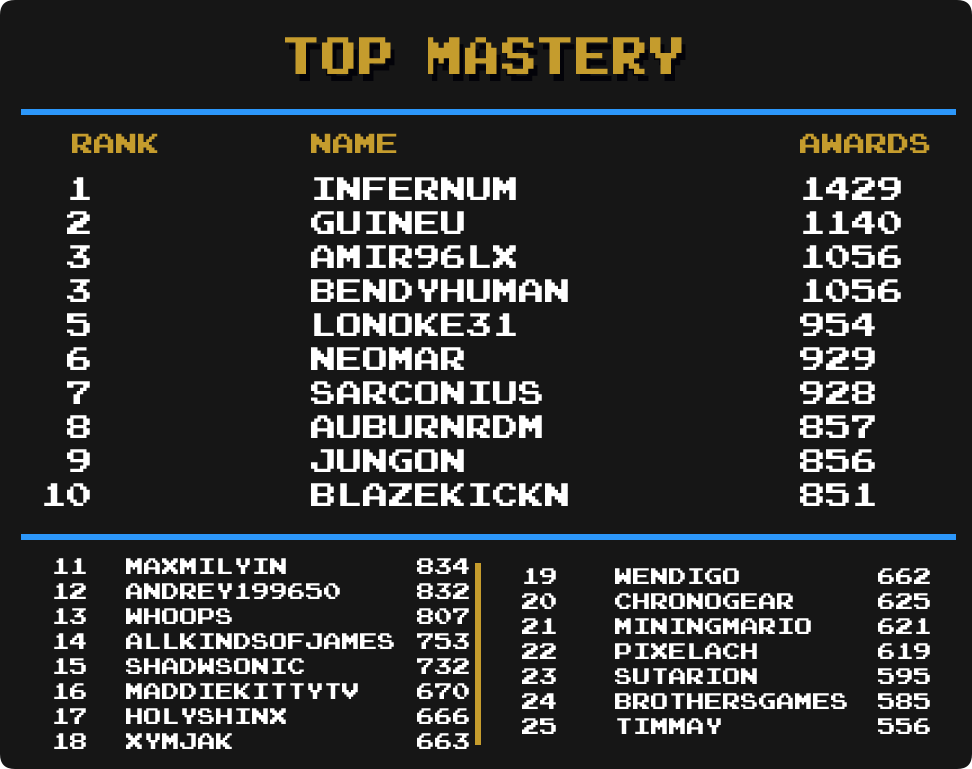 TOP MASTERY
RANK NAME AWARDS
1 INFERNUM 1429
2 GUINEU 1140
3 AMIR96LX 1056
3 BENDYHUMAN 1056
5 LONOKE31 954
6 NEOMAR 929
7 SARCONIUS 928
8 AUBURNRDM 857
9 JUNGON 856
10 BLAZEKICKN 851
11 MAXMILYIN 834
12 ANDREY199650 832
13 WHOOPS 807
14 ALLKINDSOFJAMES 753
15 SHADWSONIC 732
16 MADDIEKITTYTV 670
17 HOLYSHINX 666
18 XYMJAK 663
19 WENDIGO 662
20 CHRONOGEAR 625
21 MININGMARIO 621
22 PIXELACH 619
23 SUTARION 595
24 BROTHERSGAMES 585
25 TIMMAY 556